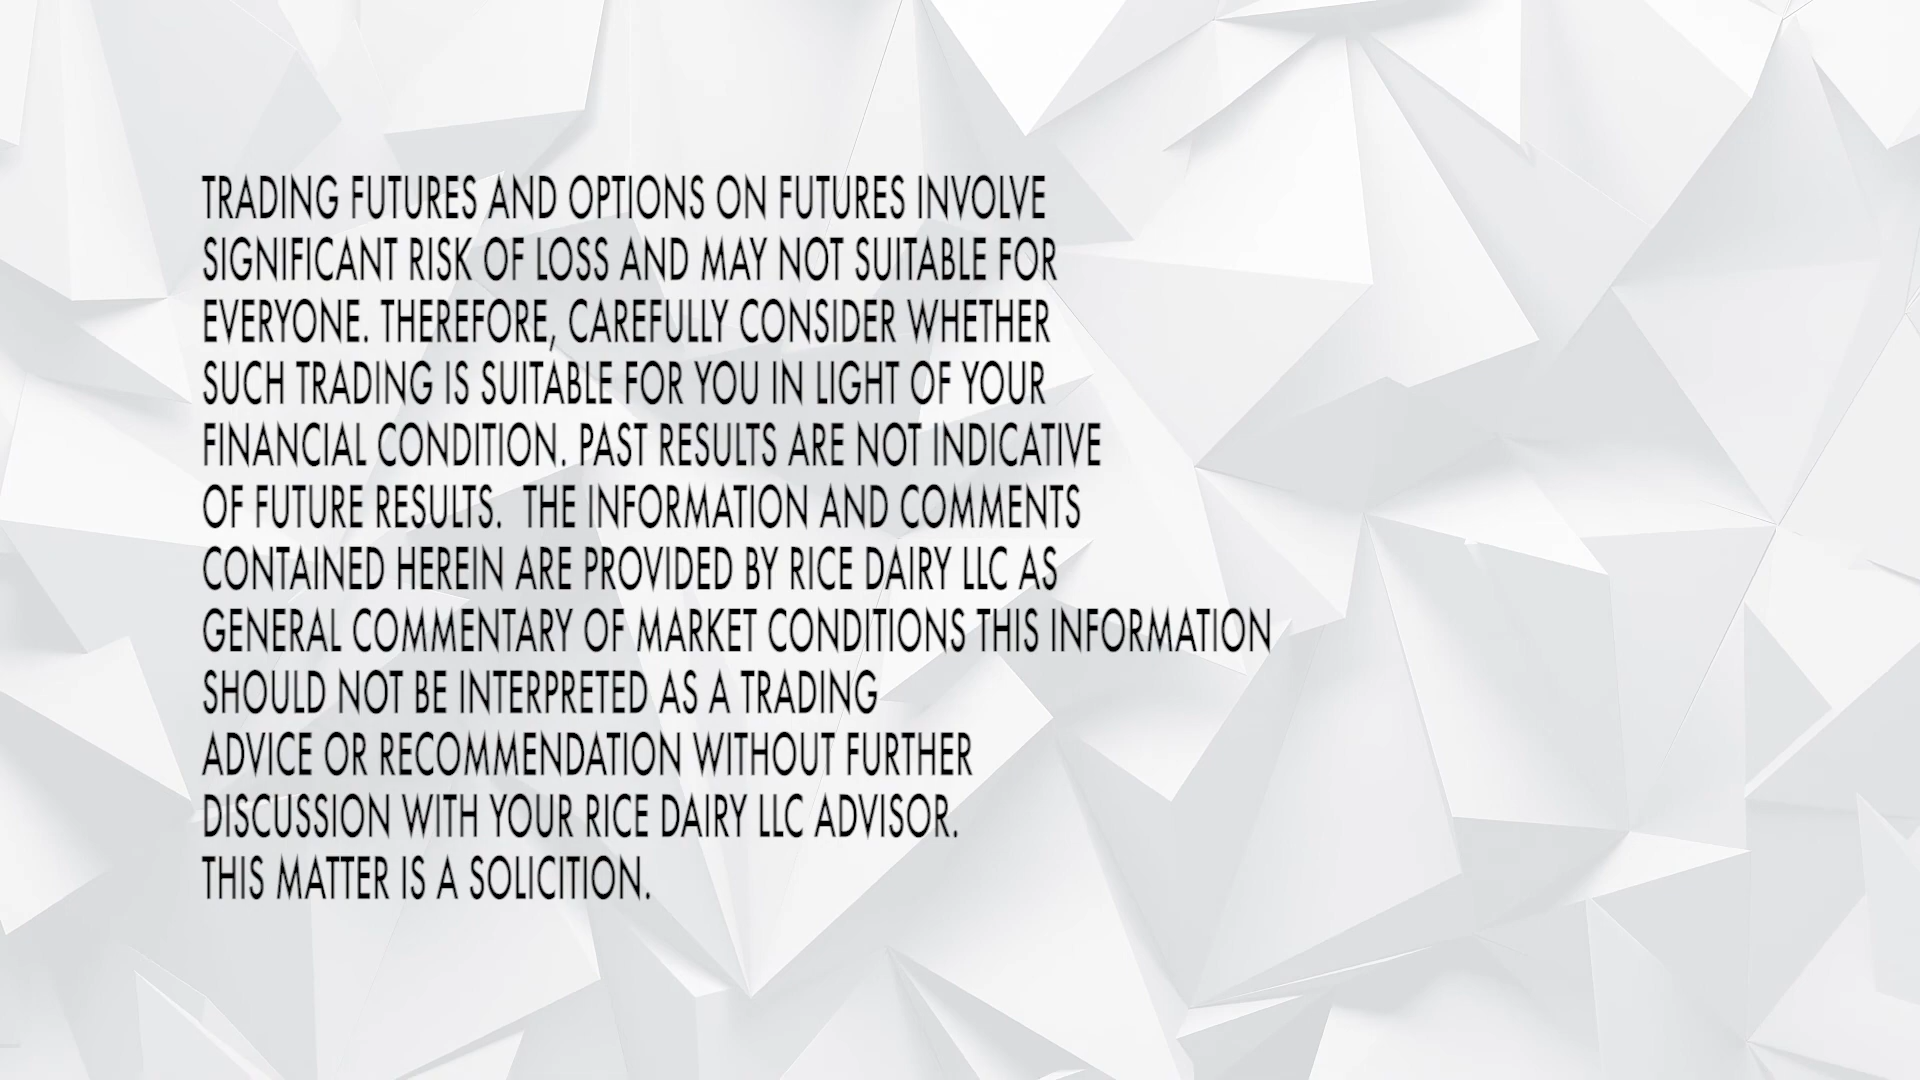 TRADING FUTURES AND OPTIONS ON FUTURES INVOLVE
SIGNIFICANT RISK OF LOSS AND MAY NOT SUITABLE FOR
EVERYONE. THEREFORE, CAREFULLY CONSIDER WHETHER
SUCH TRADING IS SUITABLE FOR YOU IN LIGHT OF YOUR
FINANCIAL CONDITION. PAST RESULTS ARE NOT INDICATIVE
OF FUTURE RESULTS.  THE INFORMATION AND COMMENTS
CONTAINED HEREIN ARE PROVIDED BY RICE DAIRY LLC AS
GENERAL COMMENTARY OF MARKET CONDITIONS THIS INFORMATION
SHOULD NOT BE INTERPRETED AS A TRADING
ADVICE OR RECOMMENDATION WITHOUT FURTHER
DISCUSSION WITH YOUR RICE DAIRY LLC ADVISOR.
THIS MATTER IS A SOLICITION.